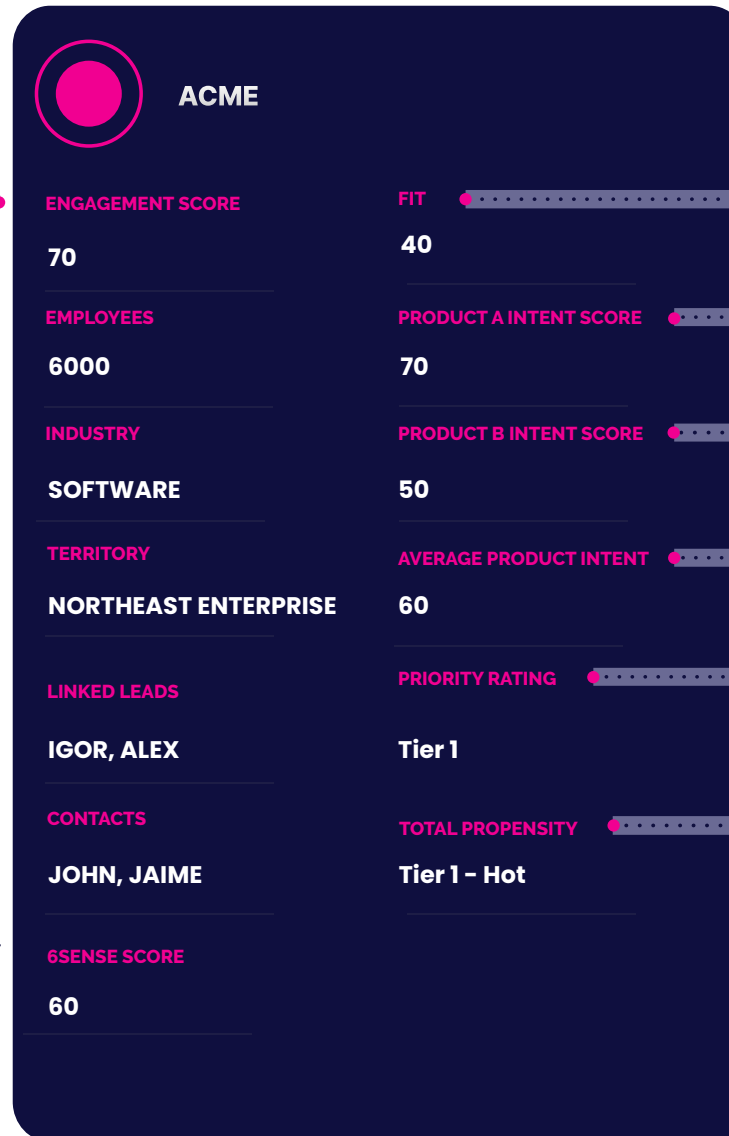 ACME
ENGAGEMENT SCORE
70
EMPLOYEES
6000
INDUSTRY
SOFTWARE
TERRITORY
NORTHEAST ENTERPRISE
LINKED LEADS
IGOR, ALEX
CONTACTS
JOHN, JAIME
6SENSE SCORE
60
FIT
40
PRODUCT A INTENT SCORE
70
PRODUCT B INTENT SCORE
50
AVERAGE PRODUCT INTENT
60
PRIORITY RATING
Tier 1
TOTAL PROPENSITY
Tier 1 - Hot